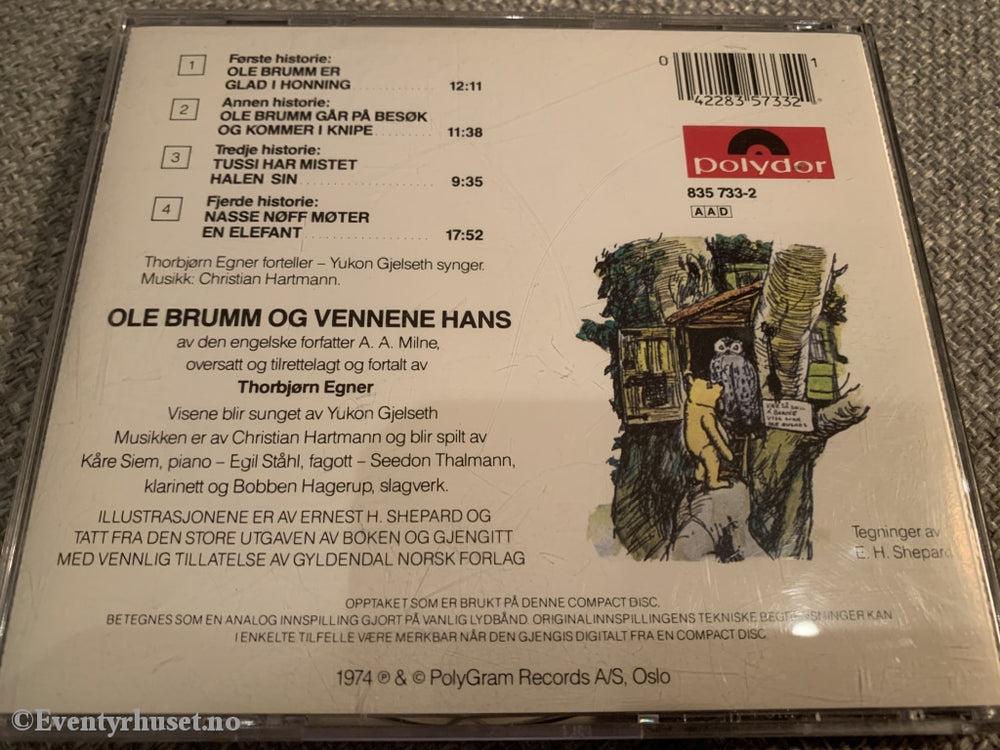 1 Første historie:
OLE BRUMM ER
GLAD I HONNING 12:11
2 Annen historie:
OLE BRUMM GÅR PÅ BESØK
OG KOMMER I KNIPE 11:38
3 Tredje historie:
TUSSI HAR MISTET
HALEN SIN 9:35
4 Fjerde historie:
NASSE NØFF MØTER
EN ELEFANT 17:52
Thorbjørn Egner forteller – Yukon Gjelseth synger.
Musikk: Christian Hartmann.
0 42283 57332 1
polydor
835 733-2
AAD
OLE BRUMM OG VENNENE HANS
av den engelske forfatter A. A. Milne,
oversatt og tilrettelagt og fortalt av
Thorbjørn Egner
Visene blir sunget av Yukon Gjelseth
Musikken er av Christian Hartmann og blir spilt av
Kåre Siem, piano – Egil Ståhl, fagott – Seedon Thalmann,
klarinett og Bobben Hagerup, slagverk.
ILLUSTRASJONENE ER AV ERNEST H. SHEPARD OG
TATT FRA DEN STORE UTGAVEN AV BOKEN OG GJENGITT
MED VENNLIG TILLATELSE AV GYLDENDAL NORSK FORLAG
Tegninger av
E. H. Shepard
OPPTAKET SOM ER BRUKT PÅ DENNE COMPACT DISC.
BETEGNES SOM EN ANALOG INNSPILLING GJORT PÅ VANLIG LYDBÅND. ORIGINALINNSPILLINGENS TEKNISKE BEGRENSNINGER KAN
I ENKELTE TILFELLE VÆRE MERKBAR NÅR DEN GJENGIS DIGITALT FRA EN COMPACT DISC
1974 ℗ & © PolyGram Records A/S, Oslo
©Eventyrhuset.no